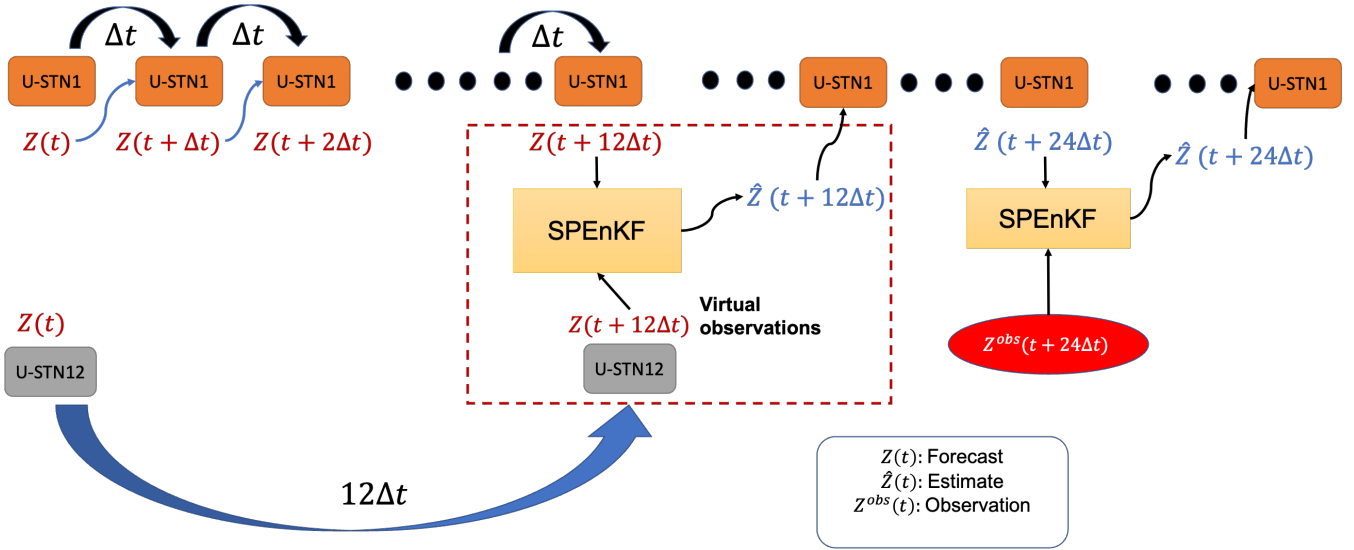 Δt Δt Δt
U-STN1 U-STN1 U-STN1 U-STN1 U-STN1 U-STN1 U-STN1
Z(t) Z(t + Δt) Z(t + 2Δt) Z(t + 12Δt) Ẑ (t + 24Δt) Ẑ (t + 24Δt)
Ẑ (t + 12Δt)
SPEnKF SPEnKF
Virtual
observations
Z(t) Z(t + 12Δt)
Z^{obs}(t + 24Δt)
U-STN12 U-STN12
12Δt
Z(t): Forecast
Ẑ(t): Estimate
Z^{obs}(t): Observation